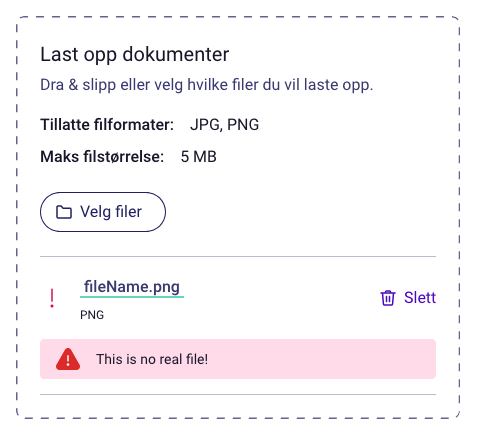 Last opp dokumenter
Dra & slipp eller velg hvilke filer du vil laste opp.
Tillatte filformater: JPG, PNG
Maks filstørrelse: 5 MB
Velg filer
fileName.png
Slett
PNG
This is no real file!